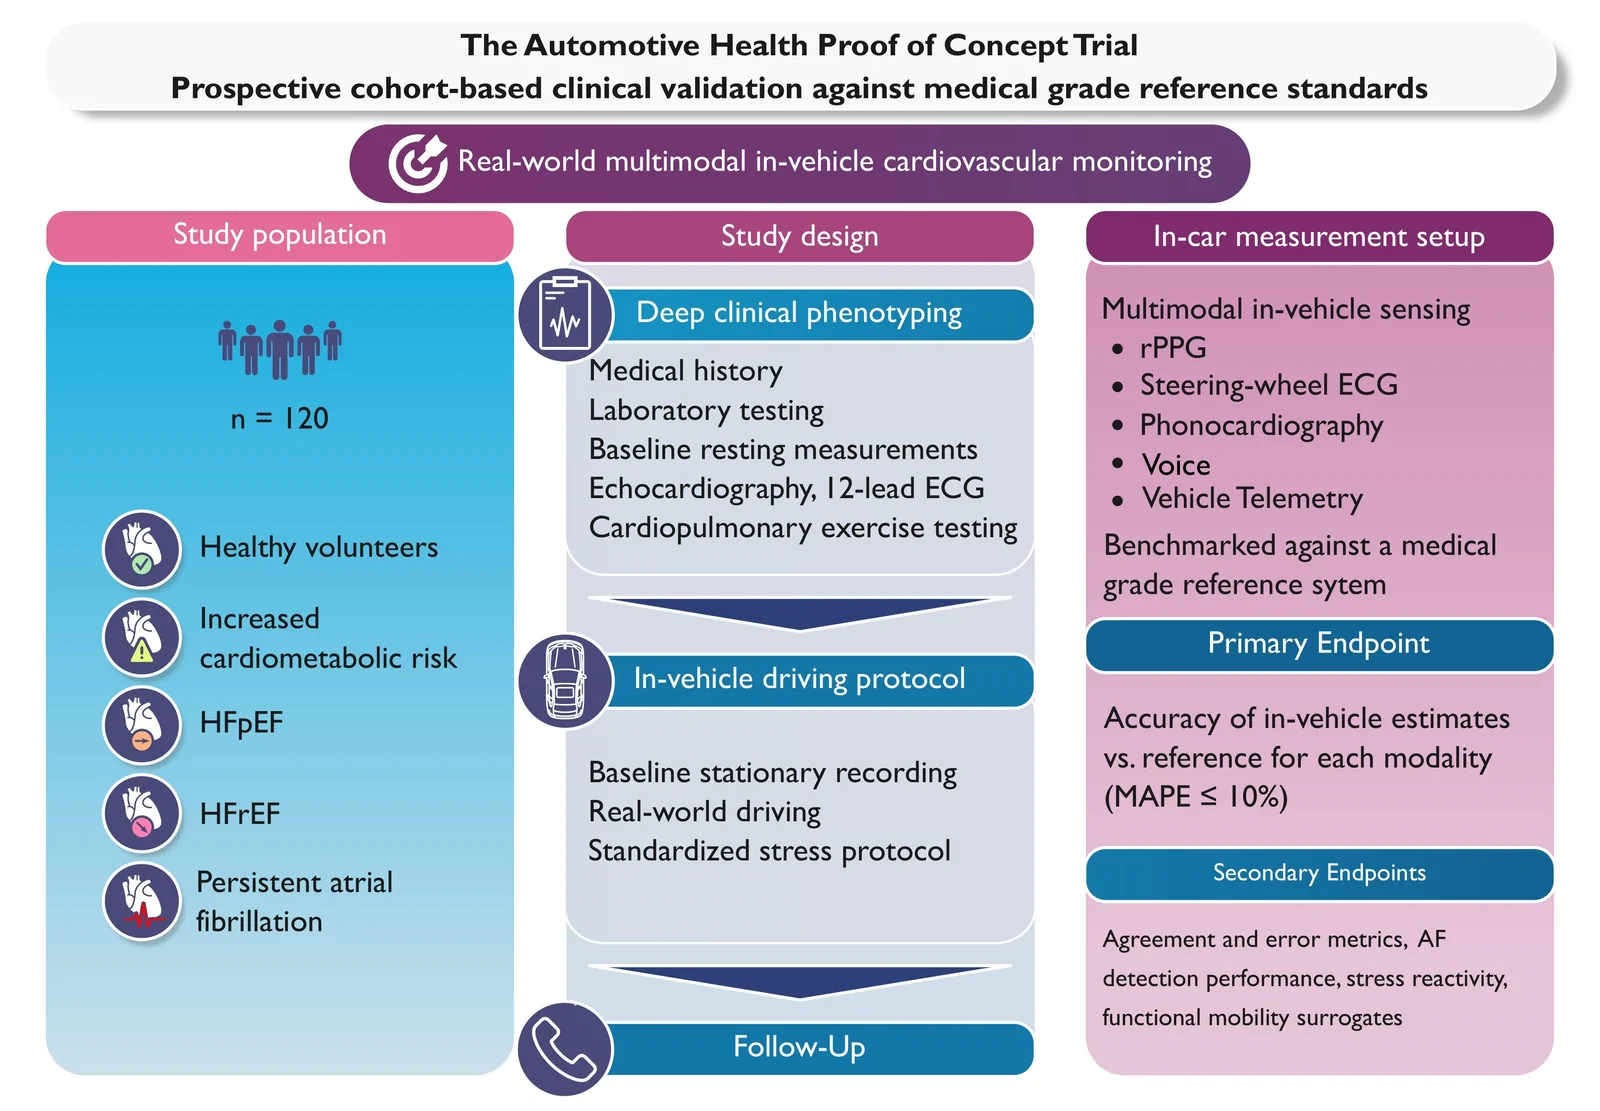 The Automotive Health Proof of Concept Trial
Prospective cohort-based clinical validation against medical grade reference standards
Real-world multimodal in-vehicle cardiovascular monitoring
Study population
n = 120
Healthy volunteers
Increased
cardiometabolic risk
HFpEF
HFrEF
Persistent atrial
fibrillation
Study design
Deep clinical phenotyping
Medical history
Laboratory testing
Baseline resting measurements
Echocardiography, 12-lead ECG
Cardiopulmonary exercise testing
In-vehicle driving protocol
Baseline stationary recording
Real-world driving
Standardized stress protocol
Follow-Up
In-car measurement setup
Multimodal in-vehicle sensing
• rPPG
• Steering-wheel ECG
• Phonocardiography
• Voice
• Vehicle Telemetry
Benchmarked against a medical
grade reference sytem
Primary Endpoint
Accuracy of in-vehicle estimates
vs. reference for each modality
(MAPE ≤ 10%)
Secondary Endpoints
Agreement and error metrics, AF
detection performance, stress reactivity,
functional mobility surrogates